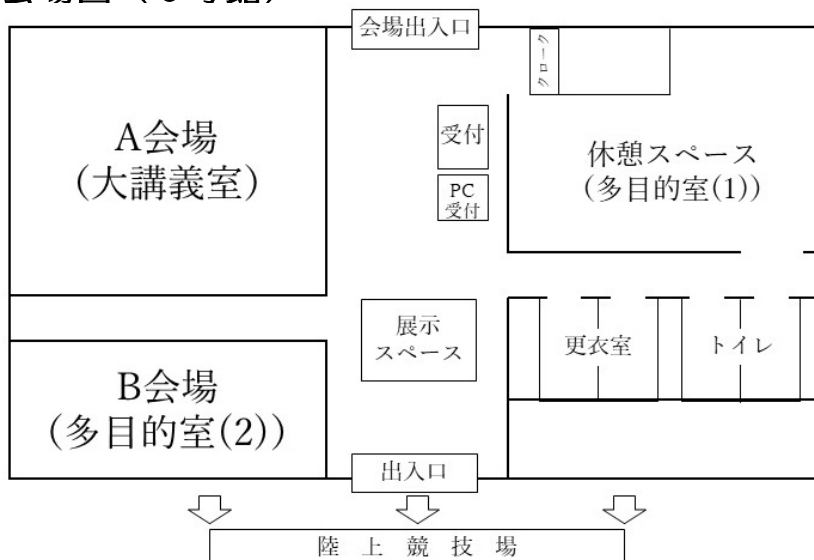 会場出入口
クローク
A会場
(大講義室)
受付
PC
受付
休憩スペース
(多目的室(1))
展示
スペース
更衣室
トイレ
B会場
(多目的室(2))
出入口
陸上競技場